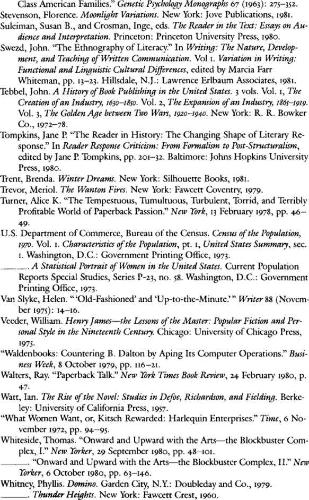 Class American Families." Genetic Psychology Monographs 67 (1963): 275-352.
Stevenson, Florence. Moonlight Variations. New York: Jove Publications, 1981.
Suleiman, Susan B., and Crosman, Inge, eds. The Reader in the Text: Essays on Au-
dience and Interpretation. Princeton: Princeton University Press, 1980.
Swezd, John. "The Ethnography of Literacy." In Writing: The Nature, Develop-
ment, and Teaching of Written Communication. Vol 1. Variation in Writing:
Functional and Linguistic Cultural Differences, edited by Marcia Farr
Whiteman, pp. 13-23. Hillsdale, N.J.: Lawrence Erlbaum Associates, 1981.
Tebbel, John. A History of Book Publishing in the United States. 3 vols. Vol. 1, The
Creation of an Industry, 1630-1850. Vol. 2, The Expansion of an Industry, 1865-1919.
Vol. 3, The Golden Age between Two Wars, 1920-1940. New York: R. R. Bowker
Co., 1972-78.
Tompkins, Jane P. "The Reader in History: The Changing Shape of Literary Re-
sponse." In Reader Response Criticism: From Formalism to Post-Structuralism,
edited by Jane P. Tompkins, pp. 201-32. Baltimore: Johns Hopkins University
Press, 1980.
Trent, Brenda. Winter Dreams. New York: Silhouette Books, 1981.
Trevor, Meriol. The Wanton Fires. New York: Fawcett Coventry, 1979.
Turner, Alice K. "The Tempestuous, Tumultuous, Turbulent, Torrid, and Terribly
Profitable World of Paperback Passion." New York, 13 February 1978, pp. 46-
49.
U.S. Department of Commerce, Bureau of the Census. Census of the Population,
1970. Vol. 1. Characteristics of the Population, pt. 1, United States Summary, sec.
1. Washington, D.C.: Government Printing Office, 1973.
______. A Statistical Portrait of Women in the United States. Current Population
Reports Special Studies, Series P-23, no. 58. Washington, D.C.: Government
Printing Office, 1973.
Van Slyke, Helen. "'Old-Fashioned' and 'Up-to-the-Minute.'" Writer 88 (Novem-
ber 1975): 14-16.
Veeder, William. Henry James—the Lessons of the Master: Popular Fiction and Per-
sonal Style in the Nineteenth Century. Chicago: University of Chicago Press,
1975.
"Waldenbooks: Countering B. Dalton by Aping Its Computer Operations." Busi-
ness Week, 8 October 1979, pp. 116-21.
Walters, Ray. "Paperback Talk." New York Times Book Review, 24 February 1980, p.
47.
Watt, Ian. The Rise of the Novel: Studies in Defoe, Richardson, and Fielding. Berke-
ley: University of California Press, 1957.
"What Women Want, or, Kitsch Rewarded: Harlequin Enterprises." Time, 6 No-
vember 1972, pp. 94-95.
Whiteside, Thomas. "Onward and Upward with the Arts—the Blockbuster Com-
plex, I." New Yorker, 29 September 1980, pp. 48-101.
______. "Onward and Upward with the Arts—the Blockbuster Complex, II." New
Yorker, 6 October 1980, pp. 63-146.
Whitney, Phyllis. Domino. Garden City, N.Y.: Doubleday and Co., 1979.
______. Thunder Heights. New York: Fawcett Crest, 1960.